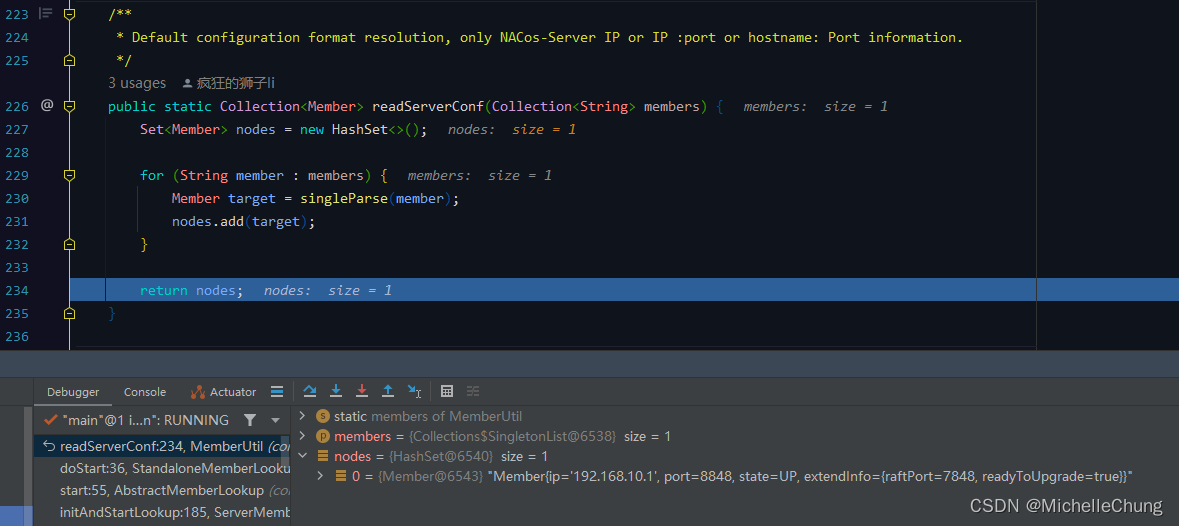 223 /**
224 * Default configuration format resolution, only NACos-Server IP or IP :port or hostname: Port information.
225 */
3 usages 疯狂的狮子li
226 @ public static Collection<Member> readServerConf(Collection<String> members) { members: size = 1
227 Set<Member> nodes = new HashSet<>(); nodes: size = 1
228
229 for (String member : members) { members: size = 1
230 Member target = singleParse(member);
231 nodes.add(target);
232 }
233
234 return nodes; nodes: size = 1
235 }
236
Debugger Console Actuator
"main"@1 i...n": RUNNING
readServerConf:234, MemberUtil (co
doStart:36, StandaloneMemberLooku
start:55, AbstractMemberLookup (co
initAndStartLookup:185, ServerMemb
s static members of MemberUtil
p members = {Collections$SingletonList@6538} size = 1
nodes = {HashSet@6540} size = 1
0 = {Member@6543} "Member{ip='192.168.10.1', port=8848, state=UP, extendInfo={raftPort=7848, readyToUpgrade=true}}"
CSDN @MichelleChung